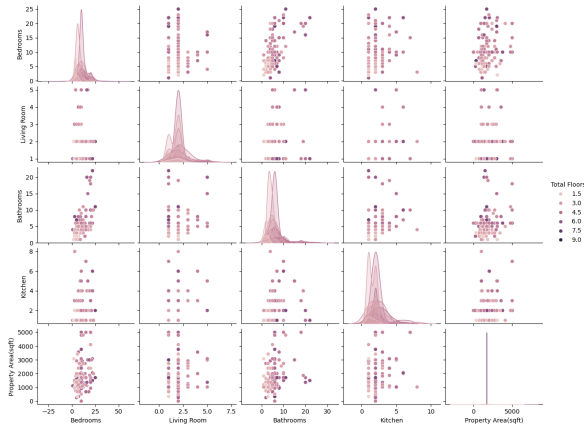 25
20
15
10
5
0
Bedrooms
5
4
3
2
1
Living Room
20
15
10
5
0
Bathrooms
8
6
4
2
Kitchen
5000
4000
3000
2000
1000
0
Property Area(sqft)
−25 0 25 50
Bedrooms
0.0 2.5 5.0 7.5
Living Room
0 10 20 30
Bathrooms
0 5 10
Kitchen
0 5000
Property Area(sqft)
Total Floors
1.5
3.0
4.5
6.0
7.5
9.0